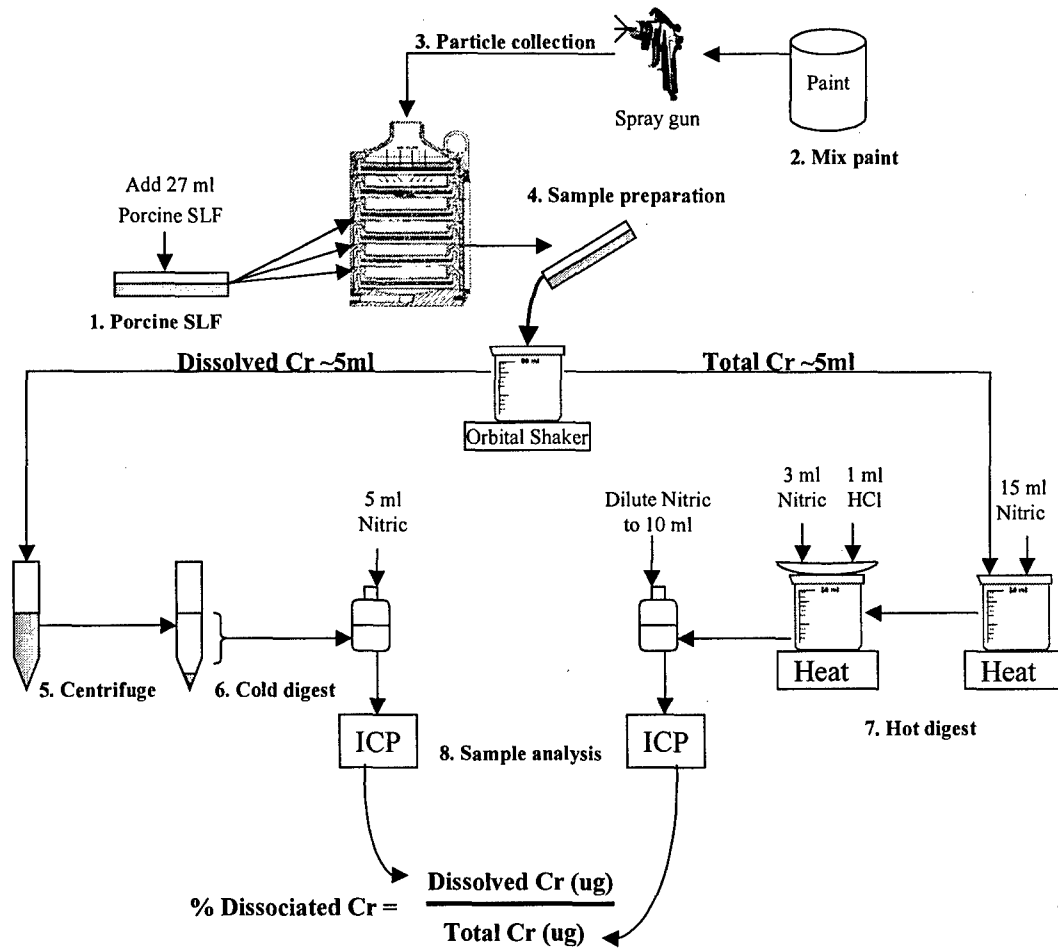 3. Particle collection
Paint
Spray gun
2. Mix paint
Add 27 ml
Porcine SLF
4. Sample preparation
1. Porcine SLF
Dissolved Cr ~5ml
Total Cr ~5ml
Orbital Shaker
5 ml
Nitric
Dilute Nitric
to 10 ml
3 ml
Nitric
1 ml
HCl
15 ml
Nitric
Heat
Heat
5. Centrifuge
6. Cold digest
7. Hot digest
ICP
8. Sample analysis
ICP
% Dissociated Cr =
Dissolved Cr (ug)
Total Cr (ug)